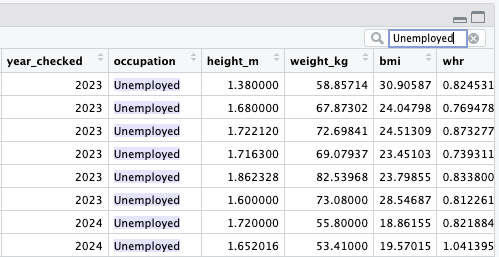 Unemployed
year_checked occupation height_m weight_kg bmi whr
2023 Unemployed 1.380000 58.85714 30.90587 0.824531
2023 Unemployed 1.680000 67.87302 24.04798 0.769478
2023 Unemployed 1.722120 72.69841 24.51309 0.873277
2023 Unemployed 1.716300 69.07937 23.45103 0.739311
2023 Unemployed 1.862328 82.53968 23.79855 0.833800
2023 Unemployed 1.600000 73.08000 28.54687 0.812261
2024 Unemployed 1.720000 55.80000 18.86155 0.821884
2024 Unemployed 1.652016 53.41000 19.57015 1.041395